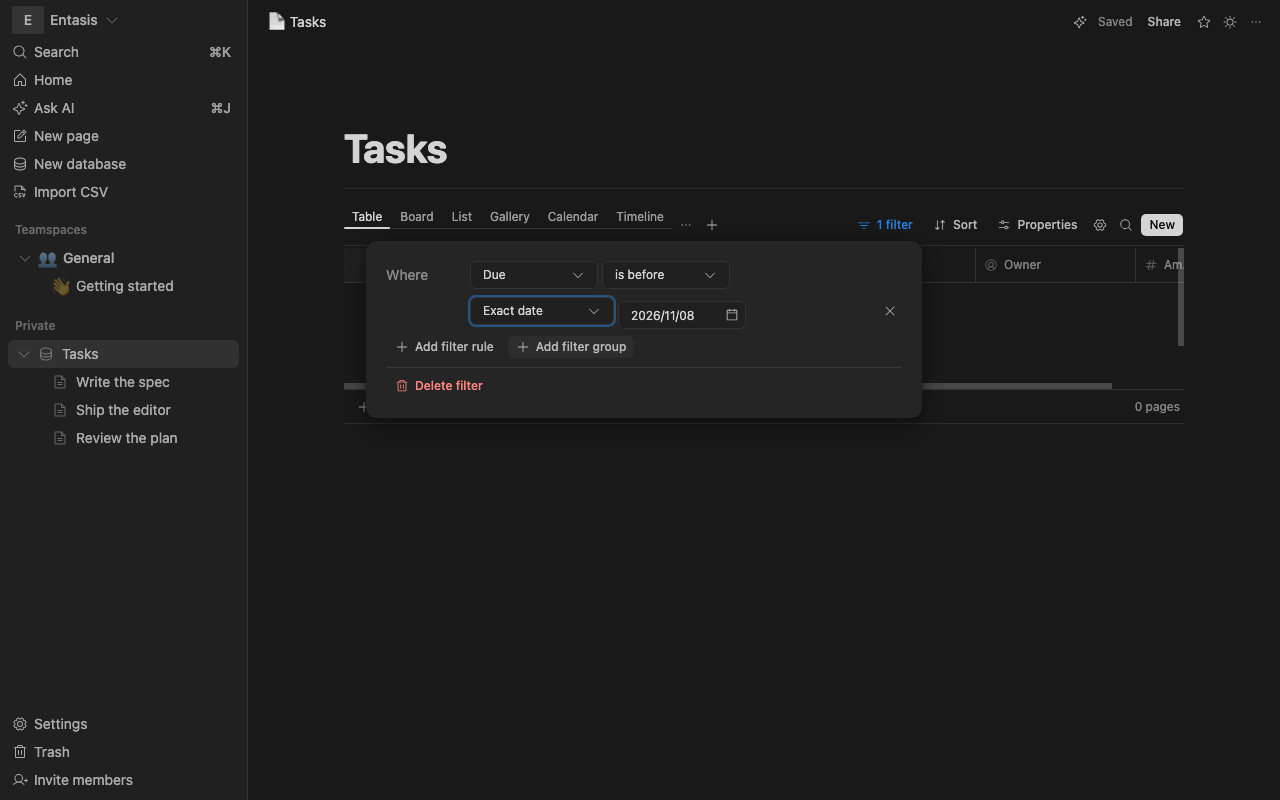 E Entasis
Search ⌘K
Home
Ask AI ⌘J
New page
New database
Import CSV
Teamspaces
General
Getting started
Private
Tasks
Write the spec
Ship the editor
Review the plan
Settings
Trash
Invite members
Tasks
Saved Share
Tasks
Table Board List Gallery Calendar Timeline
1 filter Sort Properties New
Owner # Am
Where Due is before
Exact date 2026/11/08
Add filter rule Add filter group
Delete filter
0 pages